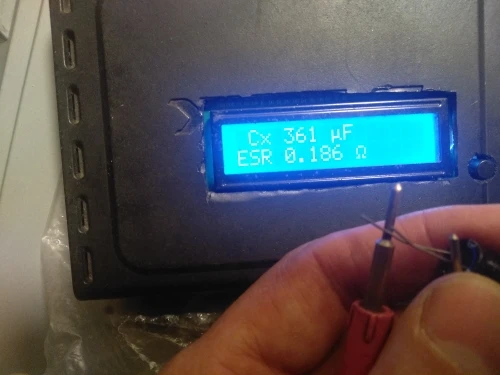 Cx 361 µF
ESR 0.186 Ω